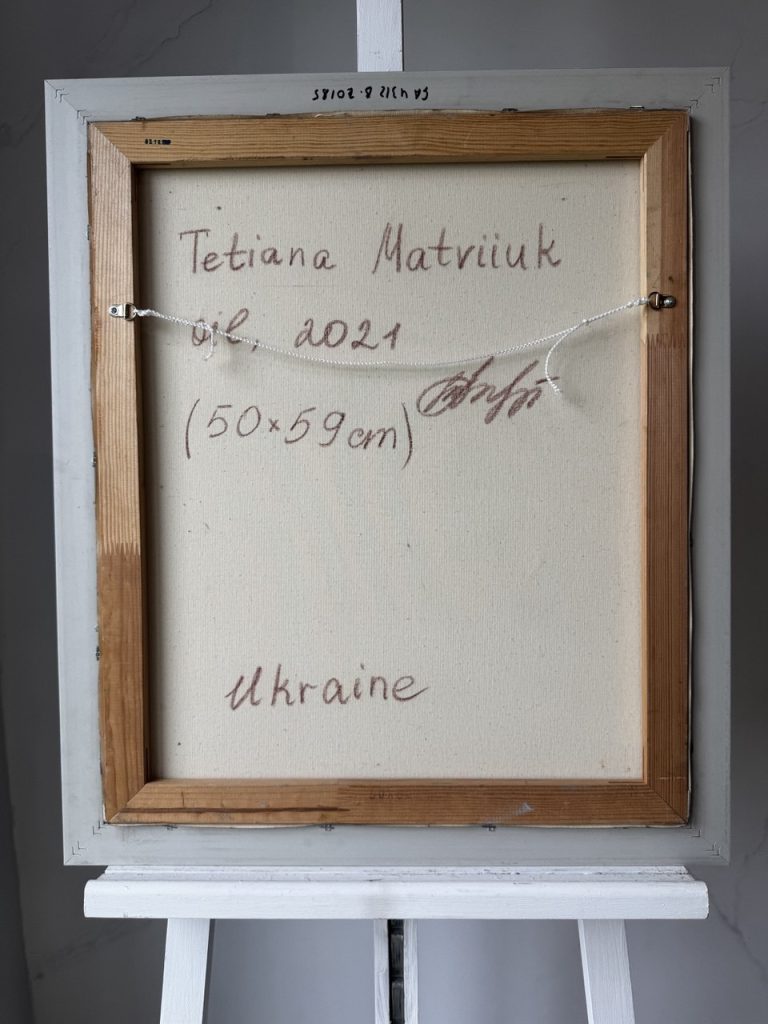 Tetiana Matviiuk
oil, 2021
(50×59cm)
Ukraine